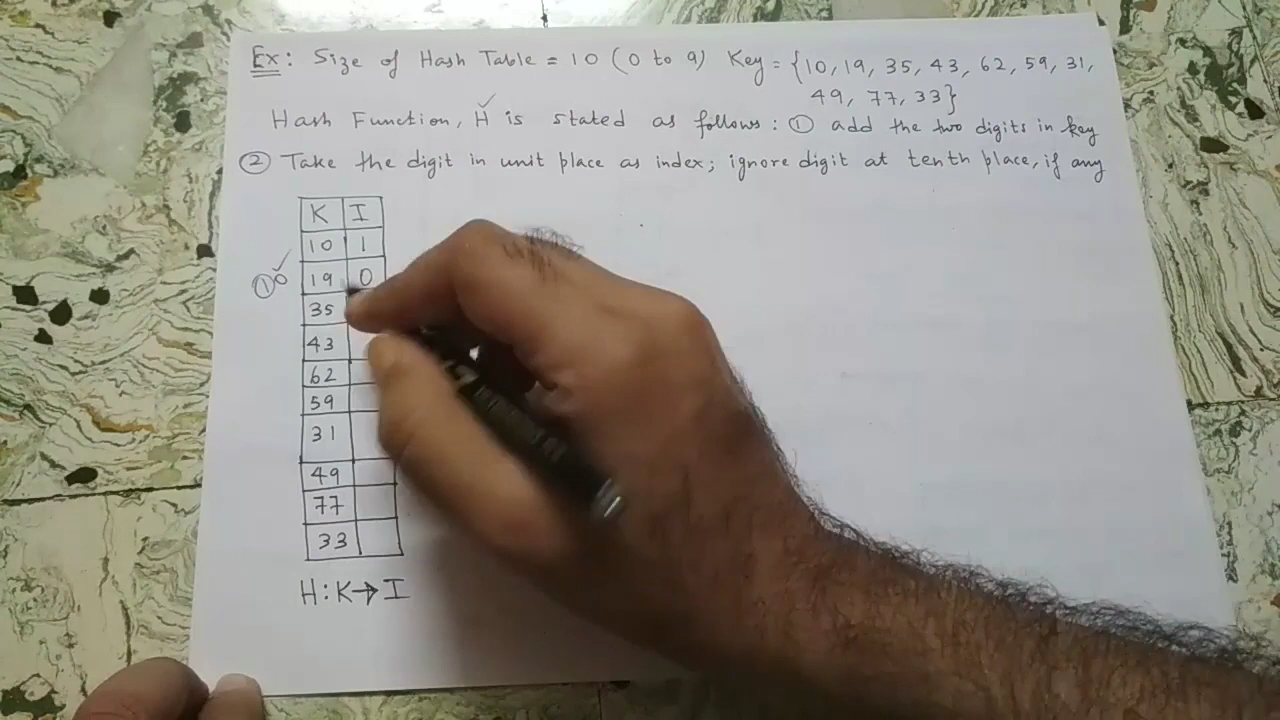 Ex: Size of Hash Table = 10 (0 to 9) Key = {10, 19, 35, 43, 62, 59, 31,
49, 77, 33}
Hash Function, H is stated as follows: ① add the two digits in key
② Take the digit in unit place as index; ignore digit at tenth place, if any
K I
10 1
①0 19 0
35
43
62
59
31
49
77
33
H: K→I